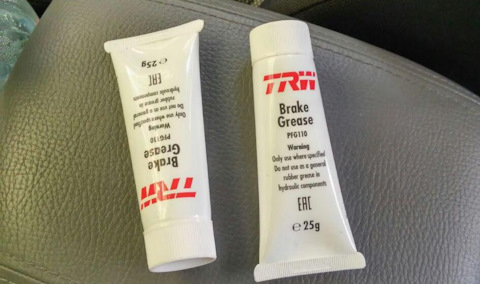 TRW
Brake
Grease
PFG110
Warning
Only use where specified
Do not use as a general
rubber grease in
hydraulic components
EAC
℮ 25g
TRW
Brake
Grease
PFG110
Warning
Only use where specified
Do not use as a general
rubber grease in
hydraulic components
EAC
℮ 25g